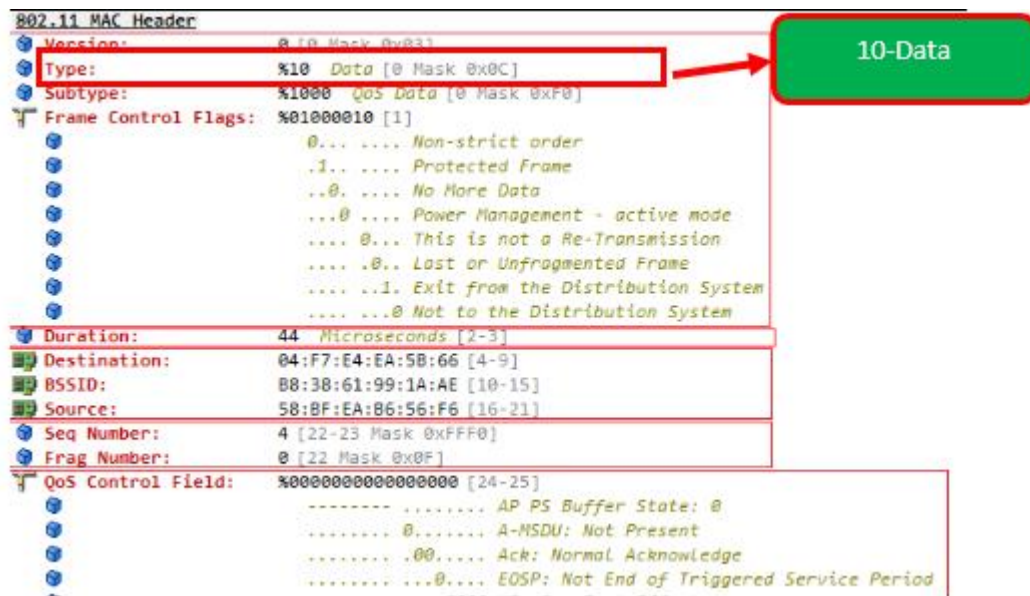 802.11 MAC Header
Version: 0 [0 Mask 0x03]
Type: %10 Data [0 Mask 0x0C]
10-Data
Subtype: %1000 QoS Data [0 Mask 0xF0]
Frame Control Flags: %01000010 [1]
0... .... Non-strict order
.1.. .... Protected Frame
..0. .... No More Data
...0 .... Power Management - active mode
.... 0... This is not a Re-Transmission
.... .0.. Last or Unfragmented Frame
.... ..1. Exit from the Distribution System
.... ...0 Not to the Distribution System
Duration: 44 Microseconds [2-3]
Destination: 04:F7:E4:EA:5B:66 [4-9]
BSSID: B8:38:61:99:1A:AE [10-15]
Source: 58:BF:EA:B6:56:F6 [16-21]
Seq Number: 4 [22-23 Mask 0xFFF0]
Frag Number: 0 [22 Mask 0x0F]
QoS Control Field: %0000000000000000 [24-25]
-------- ........ AP PS Buffer State: 0
........ 0....... A-MSDU: Not Present
........ .00..... Ack: Normal Acknowledge
........ ...0.... EOSP: Not End of Triggered Service Period